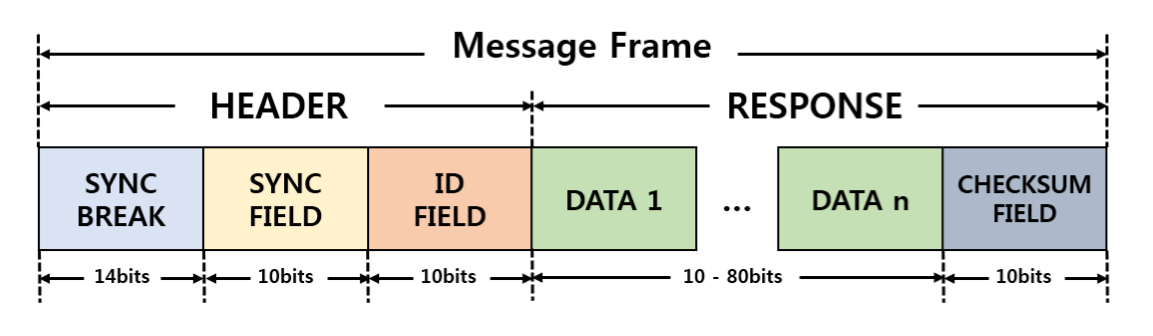 Message Frame
HEADER
RESPONSE
SYNC
BREAK
SYNC
FIELD
ID
FIELD
DATA 1
...
DATA n
CHECKSUM
FIELD
14bits
10bits
10bits
10 - 80bits
10bits